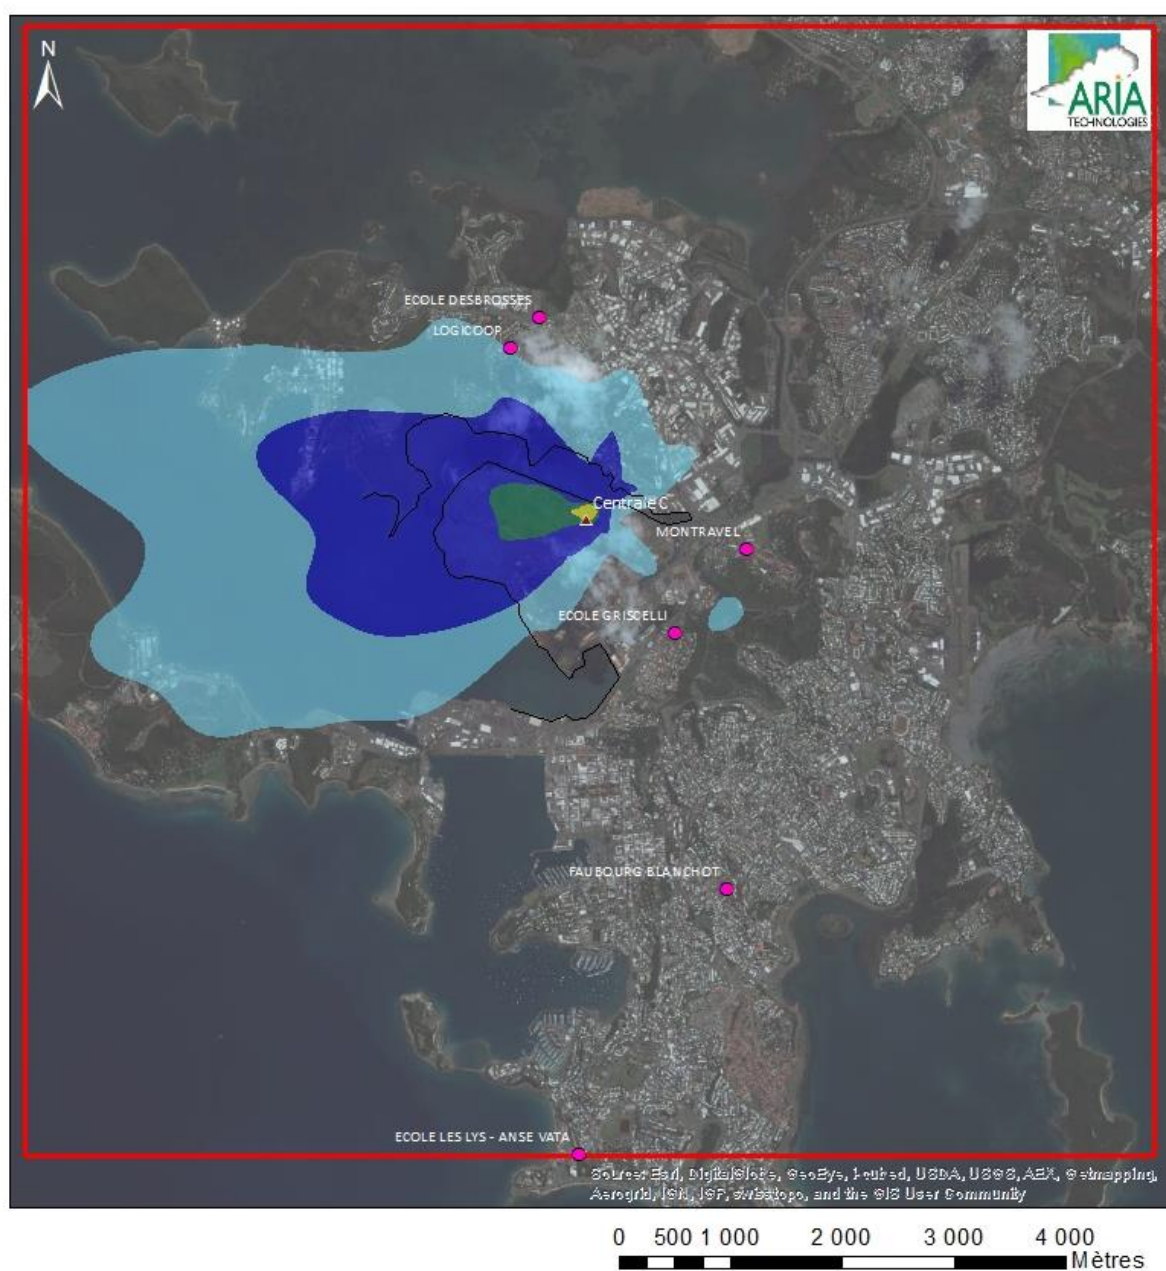 N
ARIA
TECHNOLOGIES
ECOLE DESBROSSES
LOGICOOP
Centrale C
MONTRAVEL
ECOLE GRISCELLI
FAUBOURG BLANCHOT
ECOLE LES LYS - ANSE VATA
Source: Esri, DigitalGlobe, GeoEye, i-cubed, USDA, USGS, AEX, Getmapping,
Aerogrid, IGN, IGP, swisstopo, and the GIS User Community
0 500 1 000 2 000 3 000 4 000
Mètres